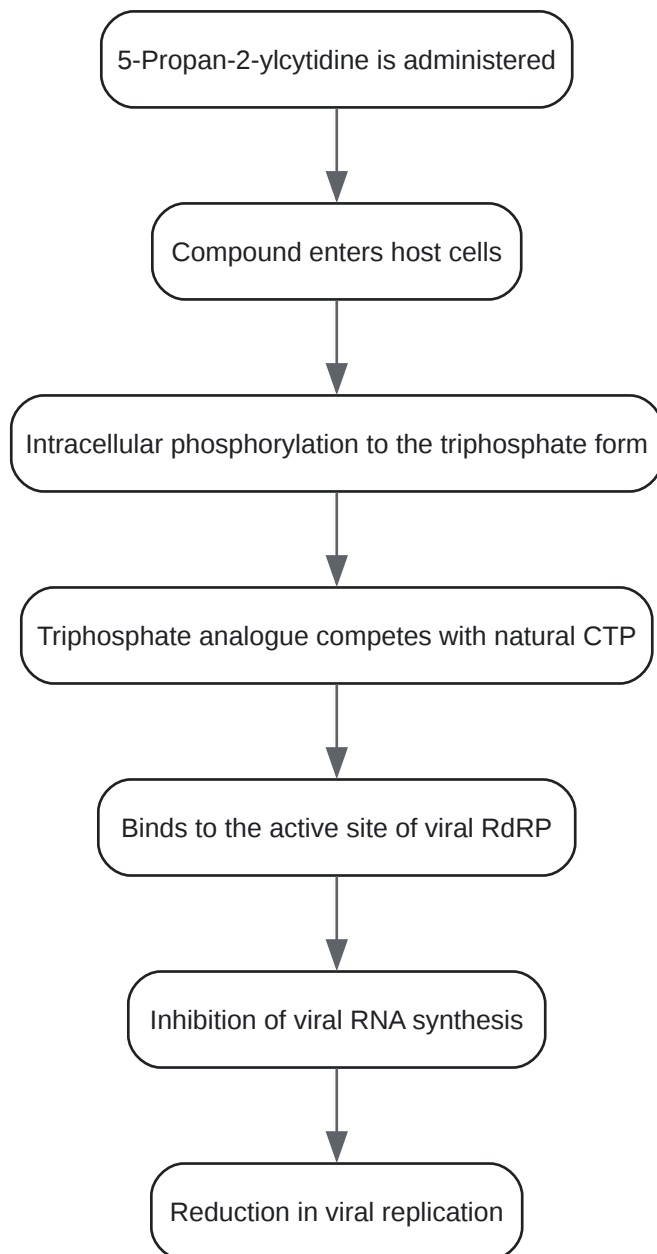 5-Propan-2-ylcytidine is administered
Compound enters host cells
Intracellular phosphorylation to the triphosphate form
Triphosphate analogue competes with natural CTP
Binds to the active site of viral RdRP
Inhibition of viral RNA synthesis
Reduction in viral replication